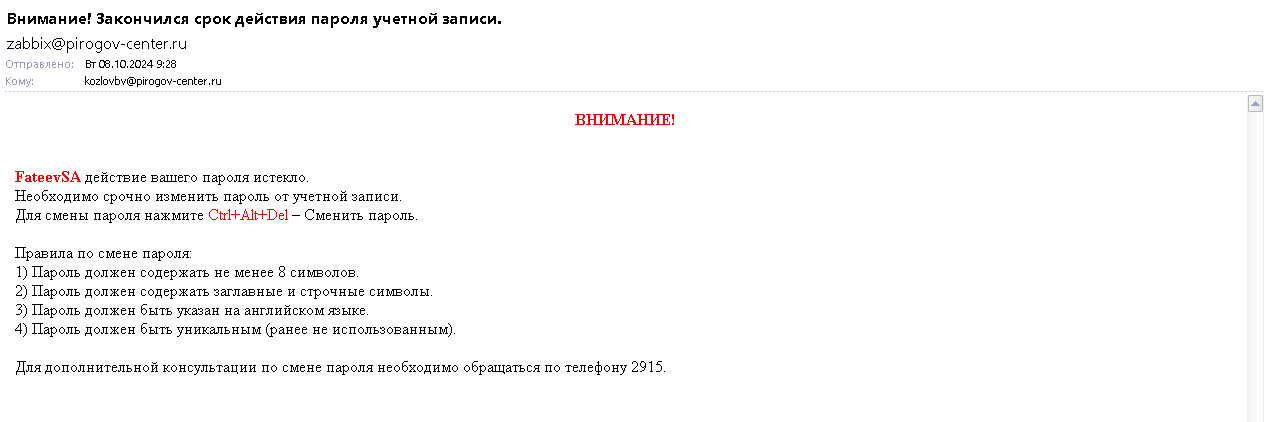 Внимание! Закончился срок действия пароля учетной записи.
zabbix@pirogov-center.ru
Отправлено: Вт 08.10.2024 9:28
Кому: kozlovbv@pirogov-center.ru
ВНИМАНИЕ!
FateevSA действие вашего пароля истекло.
Необходимо срочно изменить пароль от учетной записи.
Для смены пароля нажмите Ctrl+Alt+Del – Сменить пароль.
Правила по смене пароля:
1) Пароль должен содержать не менее 8 символов.
2) Пароль должен содержать заглавные и строчные символы.
3) Пароль должен быть указан на английском языке.
4) Пароль должен быть уникальным (ранее не использованным).
Для дополнительной консультации по смене пароля необходимо обращаться по телефону 2915.